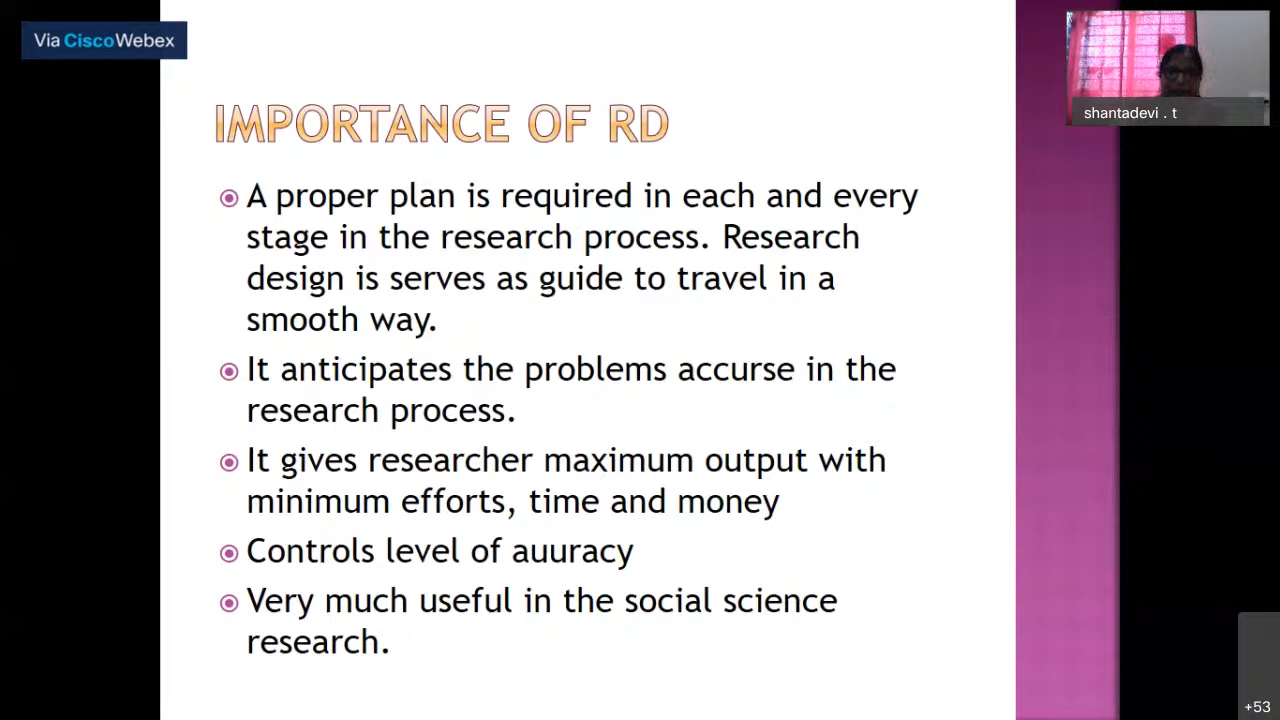 Via CiscoWebex
shantadevi . t
IMPORTANCE OF RD
A proper plan is required in each and every
stage in the research process. Research
design is serves as guide to travel in a
smooth way.
It anticipates the problems accurse in the
research process.
It gives researcher maximum output with
minimum efforts, time and money
Controls level of auuracy
Very much useful in the social science
research.
+53